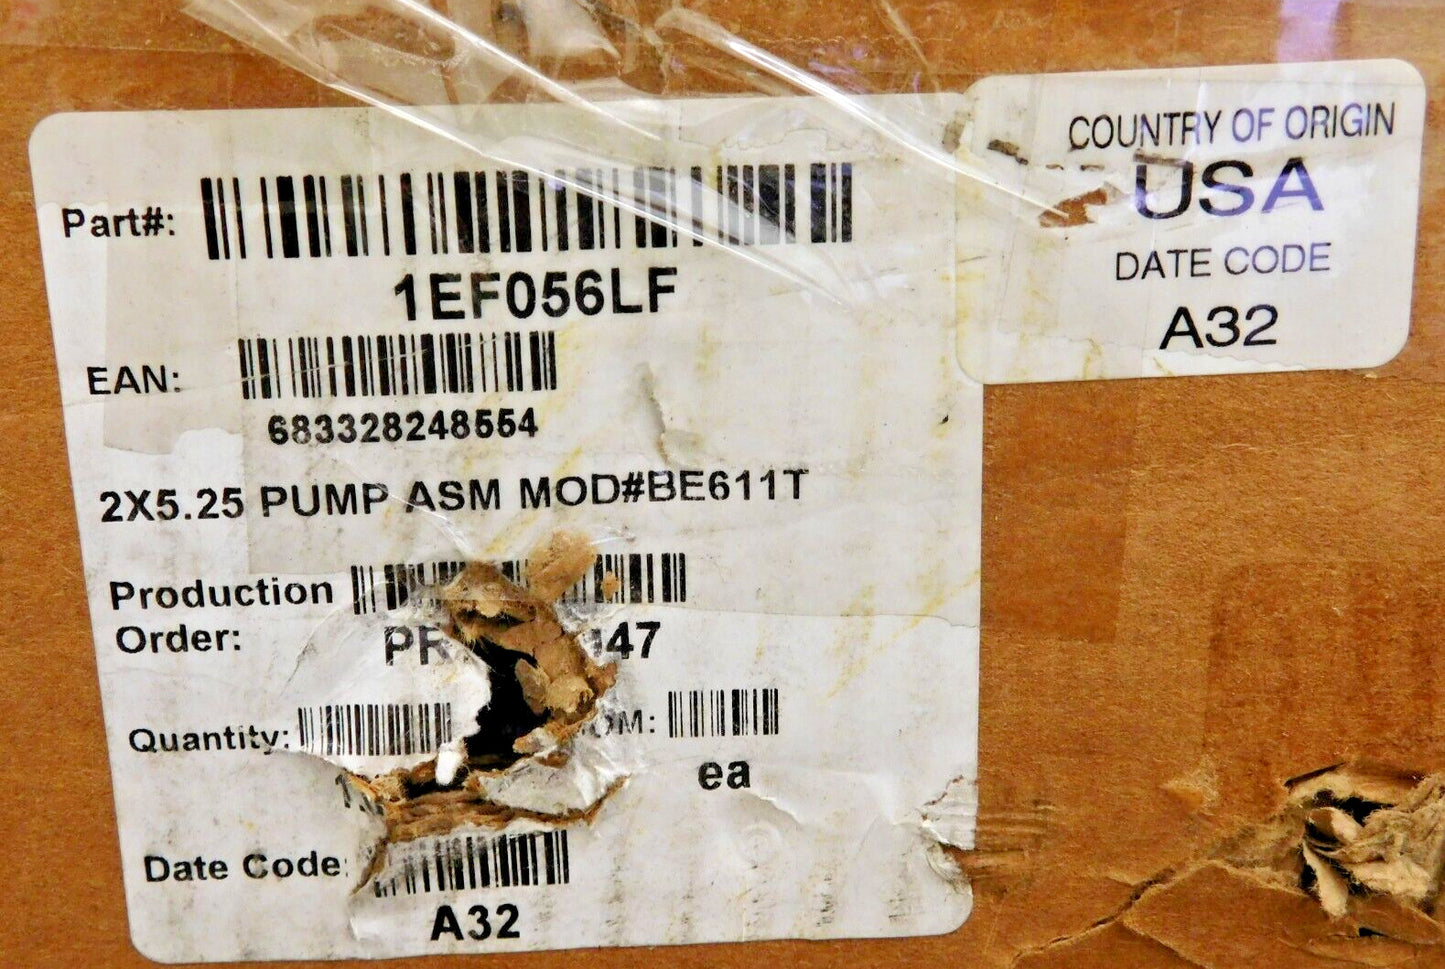 Part#:
1EF056LF
EAN:
683328248554
2X5.25 PUMP ASM MOD#BE611T
Production
Order:
Quantity:
ea
Date Code:
A32
COUNTRY OF ORIGIN
USA
DATE CODE
A32